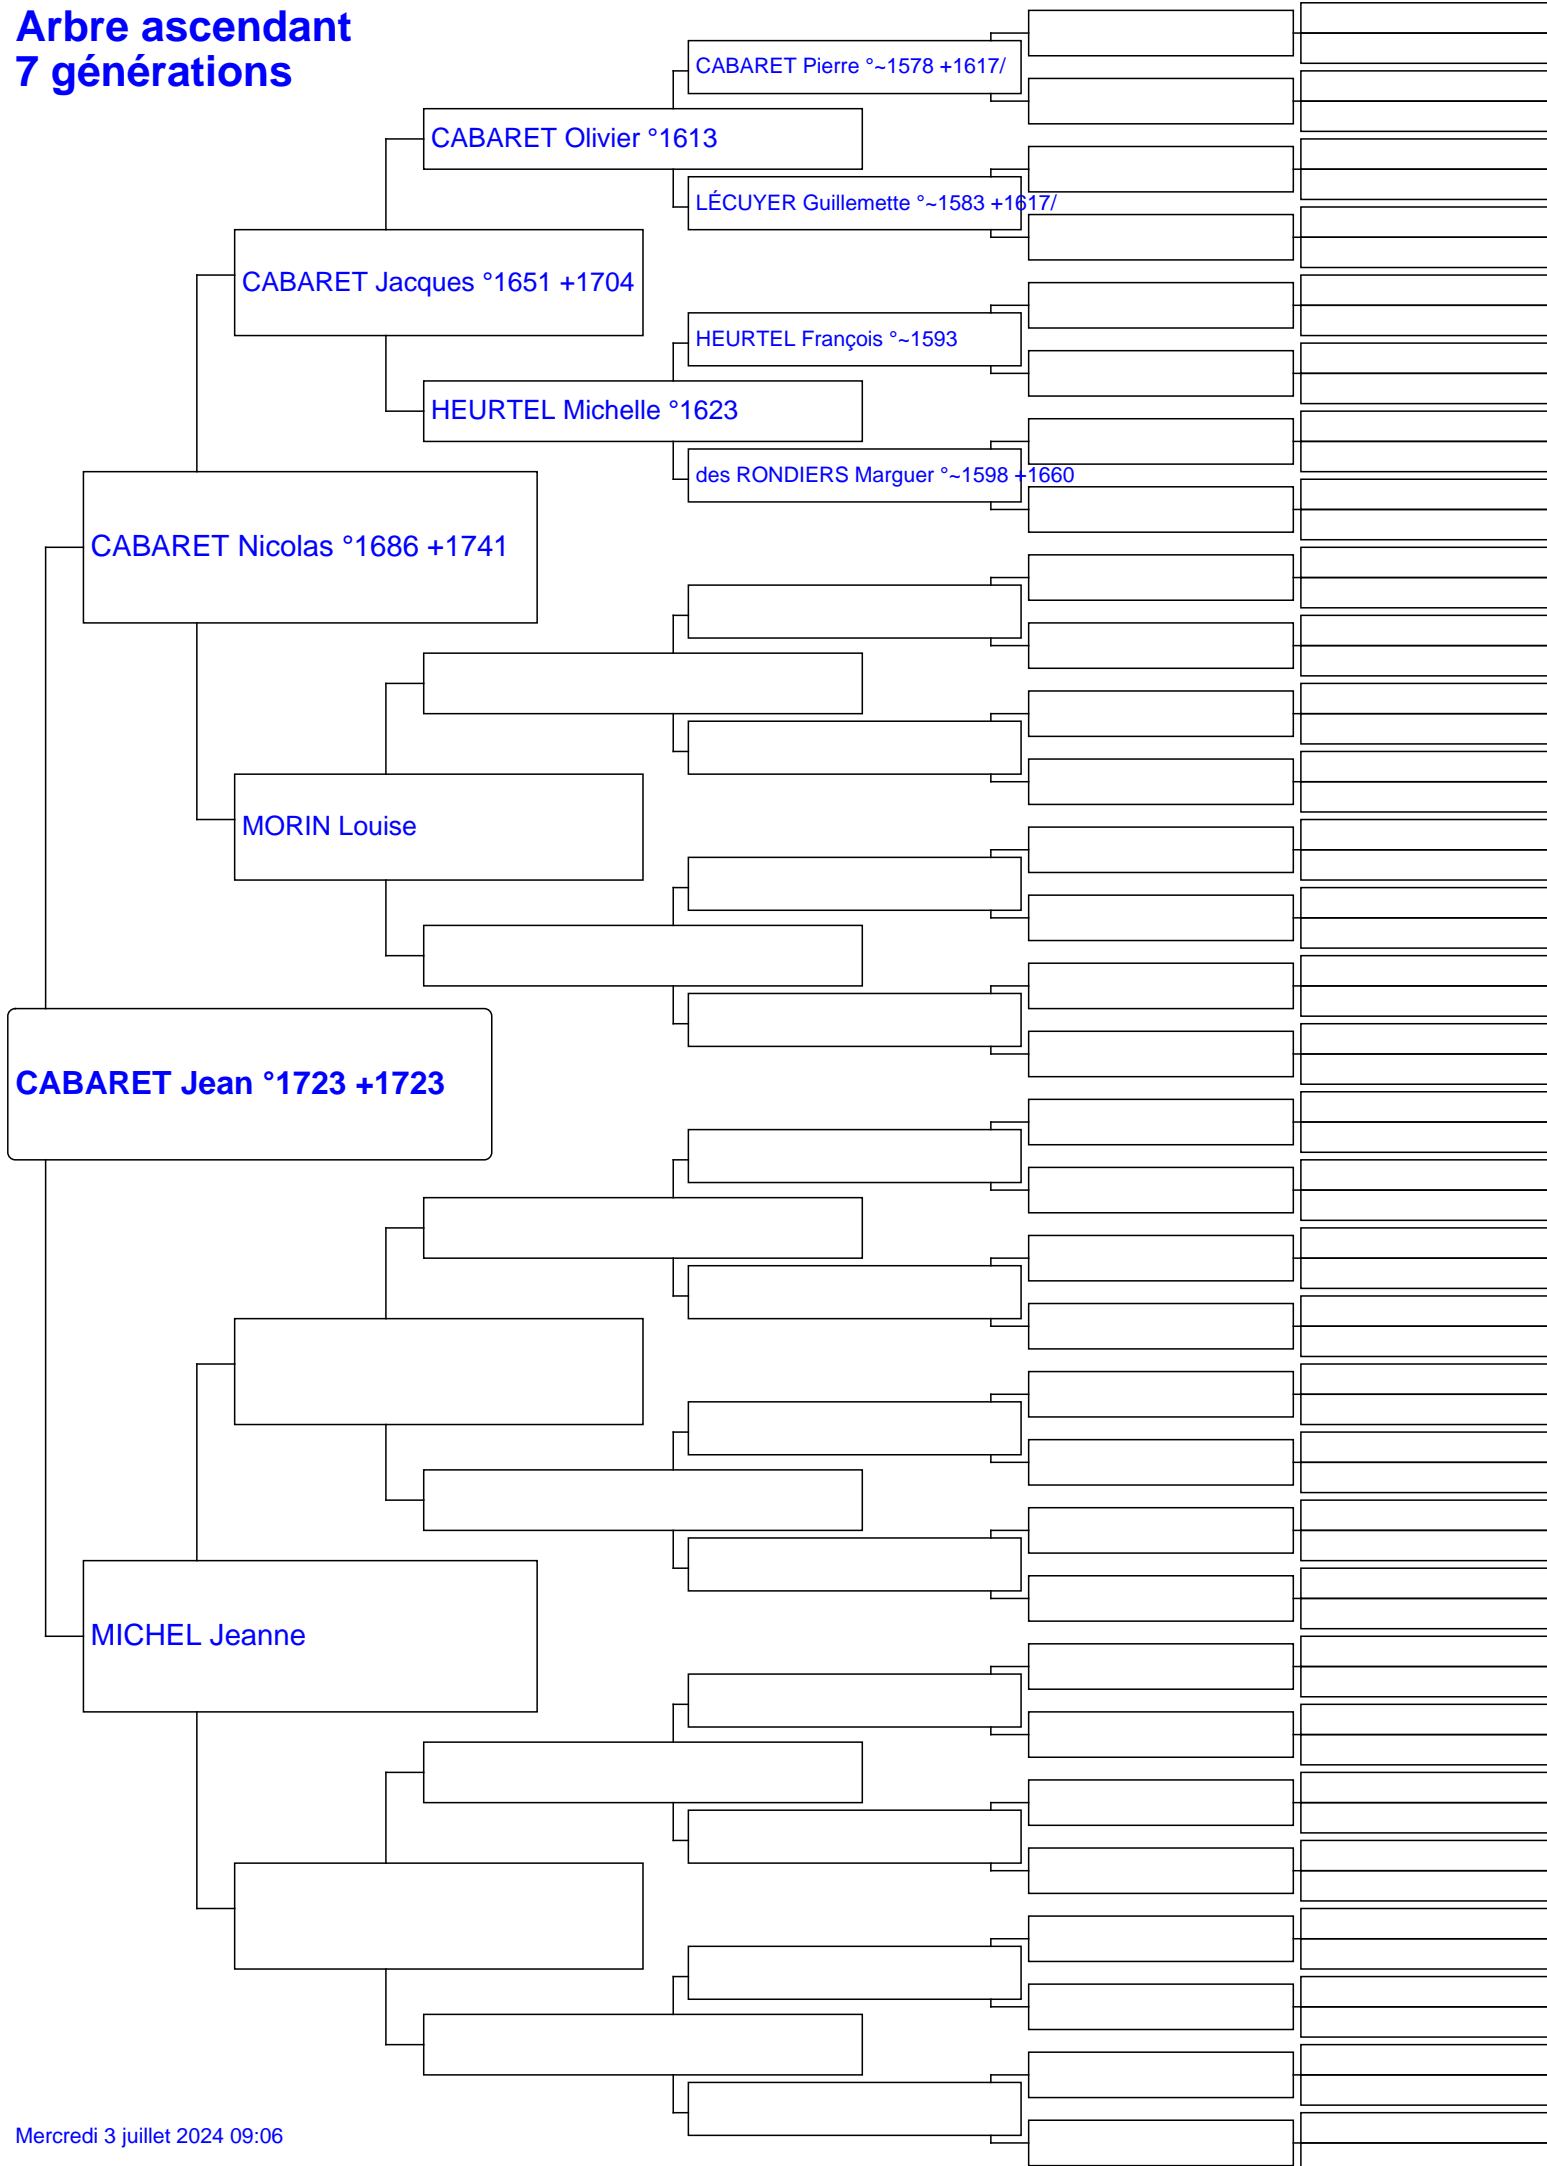 Arbre ascendant
7 générations
CABARET Pierre °~1578 +1617/
CABARET Olivier °1613
LÉCUYER Guillemette °~1583 +1617/
CABARET Jacques °1651 +1704
HEURTEL François °~1593
HEURTEL Michelle °1623
des RONDIERS Marguer °~1598 +1660
CABARET Nicolas °1686 +1741
MORIN Louise
CABARET Jean °1723 +1723
MICHEL Jeanne
Mercredi 3 juillet 2024 09:06